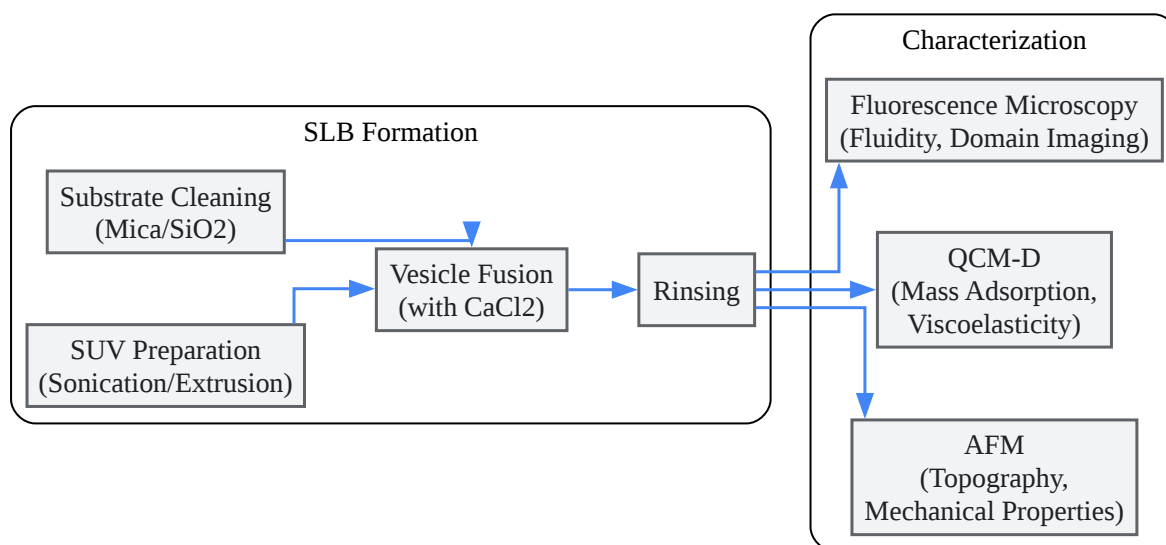 SLB Formation
Substrate Cleaning
(Mica/SiO2)
SUV Preparation
(Sonication/Extrusion)
Vesicle Fusion
(with CaCl2)
Rinsing
Characterization
Fluorescence Microscopy
(Fluidity, Domain Imaging)
QCM-D
(Mass Adsorption,
Viscoelasticity)
AFM
(Topography,
Mechanical Properties)